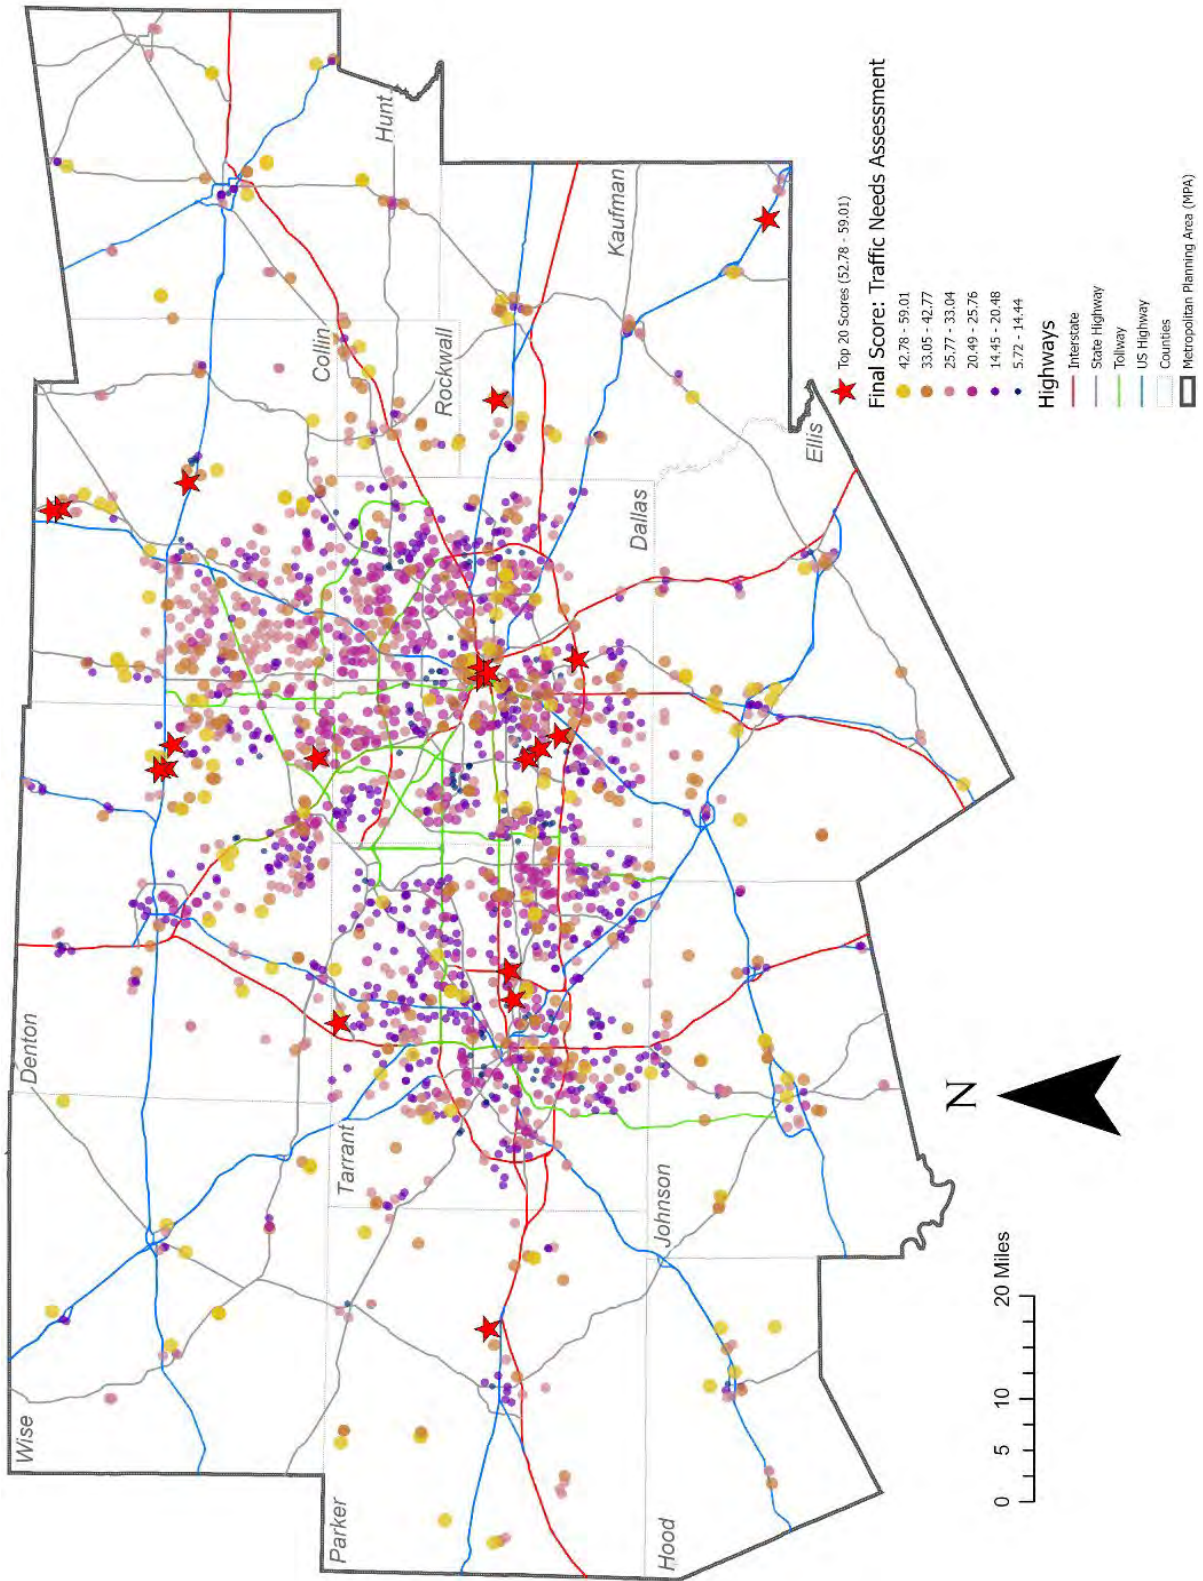 Wise
Denton
Collin
Hunt
Parker
Tarrant
Dallas
Rockwall
Kaufman
Hood
Johnson
Ellis
N
0 5 10 20 Miles
Top 20 Scores (52.78 - 59.01)
Final Score: Traffic Needs Assessment
42.78 - 59.01
33.05 - 42.77
25.77 - 33.04
20.49 - 25.76
14.45 - 20.48
5.72 - 14.44
Highways
Interstate
State Highway
Tollway
US Highway
Counties
Metropolitan Planning Area (MPA)